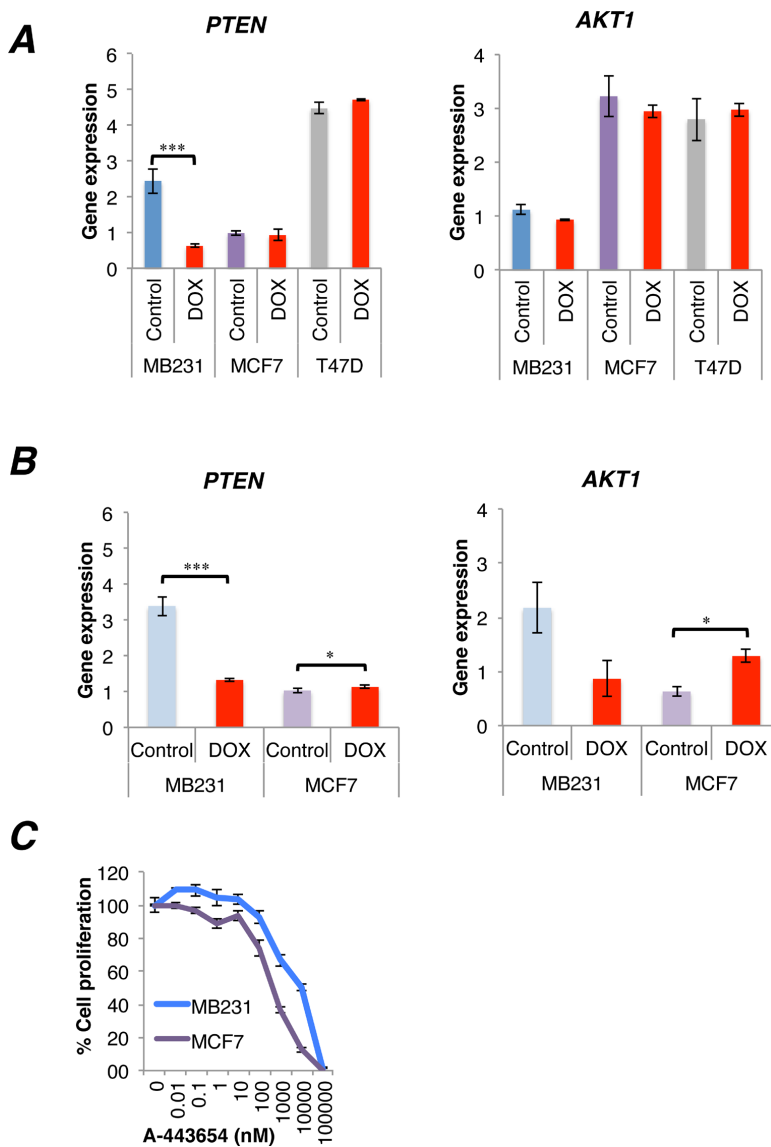 A
PTEN
AKT1
Gene expression
6
5
4
3
2
1
0
***
Control
DOX
Control
DOX
Control
DOX
MB231
MCF7
T47D
Gene expression
4
3
2
1
0
Control
DOX
Control
DOX
Control
DOX
MB231
MCF7
T47D
B
PTEN
AKT1
Gene expression
6
5
4
3
2
1
0
***
*
Control DOX Control DOX
MB231 MCF7
Gene expression
4
3
2
1
0
*
Control DOX Control DOX
MB231 MCF7
C
% Cell proliferation
120
100
80
60
40
20
00
MB231
MCF7
0
0.01
0.1
1
10
100
1000
10000
100000
A-443654 (nM)